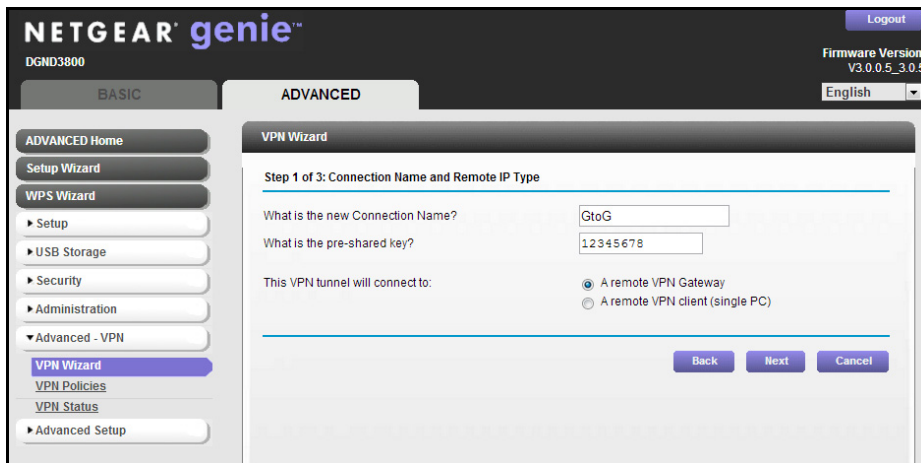 NETGEAR® genie™
DGND3800
Logout
Firmware Version
V3.0.0.5_3.0.5
English
BASIC
ADVANCED
ADVANCED Home
Setup Wizard
WPS Wizard
Setup
USB Storage
Security
Administration
Advanced - VPN
VPN Wizard
VPN Policies
VPN Status
Advanced Setup
VPN Wizard
Step 1 of 3: Connection Name and Remote IP Type
What is the new Connection Name?
GtoG
What is the pre-shared key?
12345678
This VPN tunnel will connect to:
A remote VPN Gateway
A remote VPN client (single PC)
Back
Next
Cancel